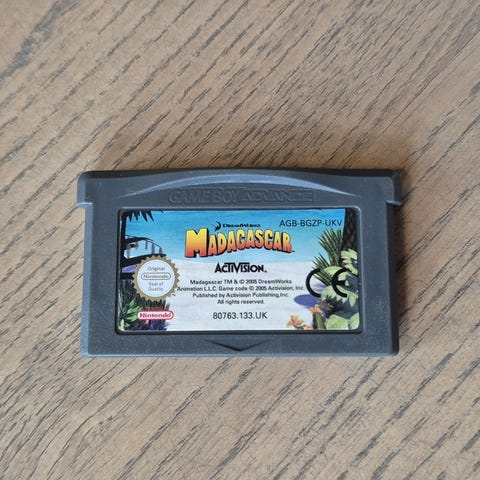 GAME BOY ADVANCE
DREAMWORKS
AGB-BGZP-UKV
MADAGASCAR
ACTIVISION.
Original
Nintendo
Seal of
Quality
Madagascar TM & © 2005 DreamWorks
Animation L.L.C. Game code © 2005 Activision, Inc.
Published by Activision Publishing, Inc.
All rights reserved.
CE
Nintendo
80763.133.UK